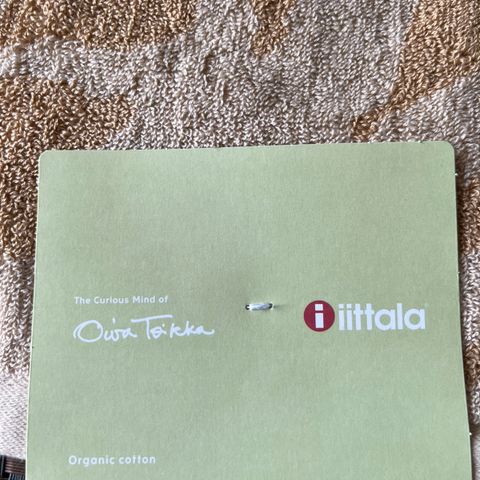 The Curious Mind of
Oiva Toikka
i iittala
Organic cotton